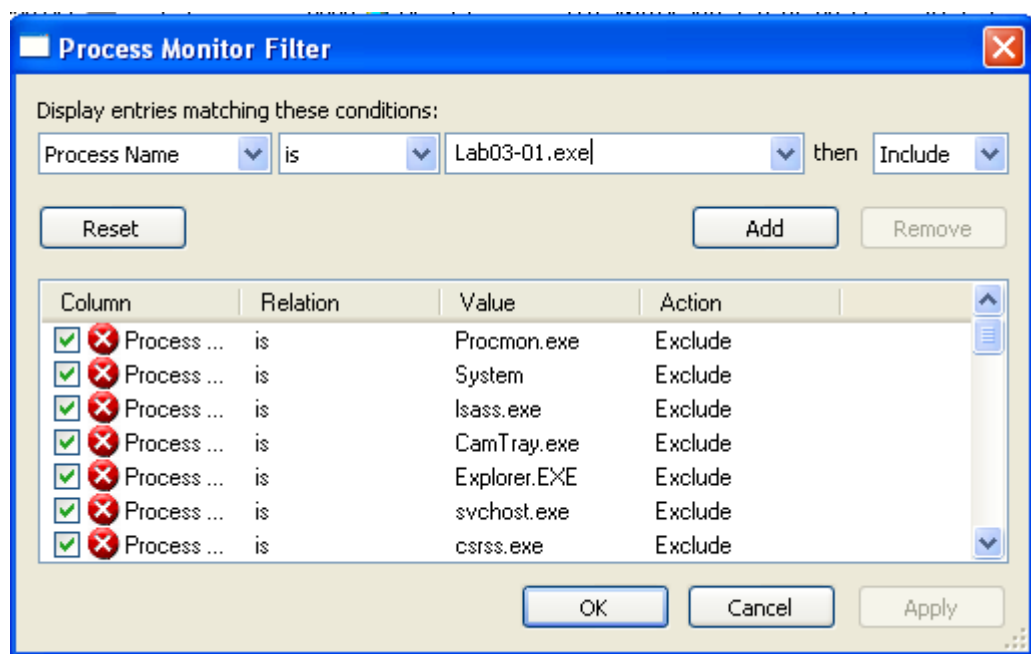 Process Monitor Filter
Display entries matching these conditions:
Process Name is Lab03-01.exe then Include
Reset Add Remove
Column Relation Value Action
Process ... is Procmon.exe Exclude
Process ... is System Exclude
Process ... is lsass.exe Exclude
Process ... is CamTray.exe Exclude
Process ... is Explorer.EXE Exclude
Process ... is svchost.exe Exclude
Process ... is csrss.exe Exclude
OK Cancel Apply